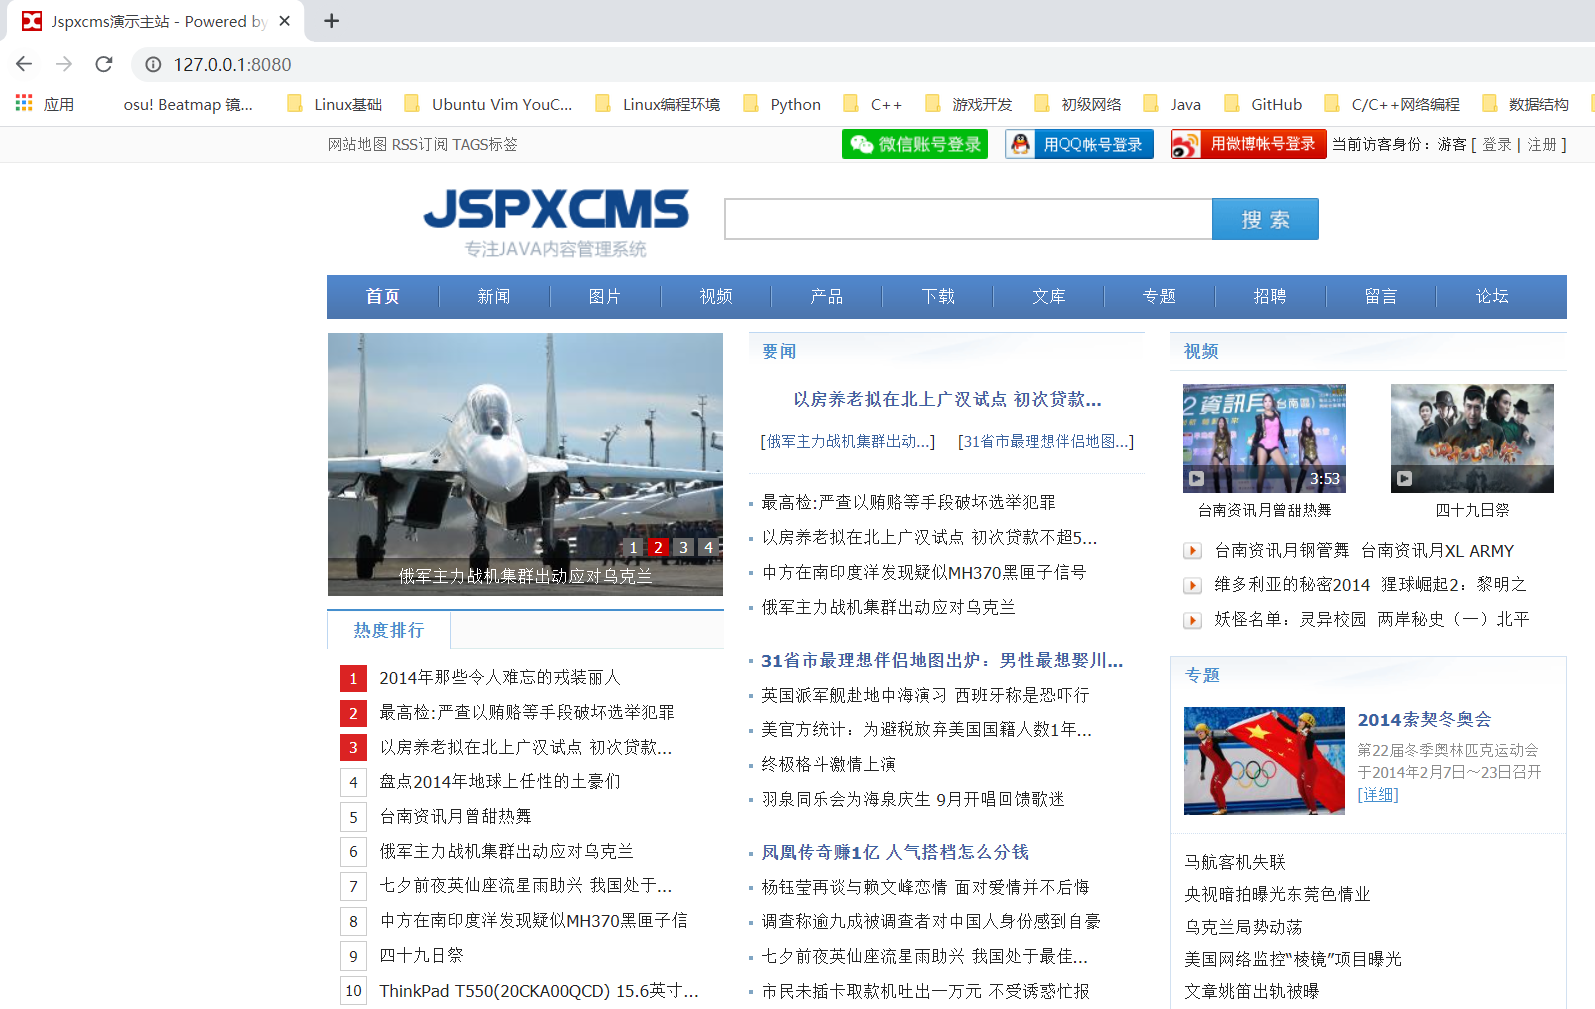 Jspxcms演示主站 - Powered by
127.0.0.1:8080
应用 osu! Beatmap 镜... Linux基础 Ubuntu Vim YouC... Linux编程环境 Python C++ 游戏开发 初级网络 Java GitHub C/C++网络编程 数据结构
网站地图 RSS订阅 TAGS标签 微信账号登录 用QQ帐号登录 用微博帐号登录 当前访客身份：游客 [ 登录 | 注册 ]
JSPXCMS
专注JAVA内容管理系统
搜 索
首页 新闻 图片 视频 产品 下载 文库 专题 招聘 留言 论坛
1 2 3 4
俄军主力战机集群出动应对乌克兰
热度排行
1 2014年那些令人难忘的戎装丽人
2 最高检:严查以贿赂等手段破坏选举犯罪
3 以房养老拟在北上广汉试点 初次贷款...
4 盘点2014年地球上任性的土豪们
5 台南资讯月曾甜热舞
6 俄军主力战机集群出动应对乌克兰
7 七夕前夜英仙座流星雨助兴 我国处于...
8 中方在南印度洋发现疑似MH370黑匣子信
9 四十九日祭
10 ThinkPad T550(20CKA00QCD) 15.6英寸...
要闻
以房养老拟在北上广汉试点 初次贷款...
[俄军主力战机集群出动...] [31省市最理想伴侣地图...]
最高检:严查以贿赂等手段破坏选举犯罪
以房养老拟在北上广汉试点 初次贷款不超5...
中方在南印度洋发现疑似MH370黑匣子信号
俄军主力战机集群出动应对乌克兰
31省市最理想伴侣地图出炉：男性最想娶川...
英国派军舰赴地中海演习 西班牙称是恐吓行
美官方统计：为避税放弃美国国籍人数1年...
终极格斗激情上演
羽泉同乐会为海泉庆生 9月开唱回馈歌迷
凤凰传奇赚1亿 人气搭档怎么分钱
杨钰莹再谈与赖文峰恋情 面对爱情并不后悔
调查称逾九成被调查者对中国人身份感到自豪
七夕前夜英仙座流星雨助兴 我国处于最佳...
市民未插卡取款机吐出一万元 不受诱惑忙报
视频
2 資訊月 台南區
3:53
台南资讯月曾甜热舞 四十九日祭
台南资讯月钢管舞 台南资讯月XL ARMY
维多利亚的秘密2014 猩球崛起2：黎明之
妖怪名单：灵异校园 两岸秘史（一）北平
专题
2014索契冬奥会
第22届冬季奥林匹克运动会
于2014年2月7日～23日召开
[详细]
马航客机失联
央视暗拍曝光东莞色情业
乌克兰局势动荡
美国网络监控“棱镜”项目曝光
文章姚笛出轨被曝